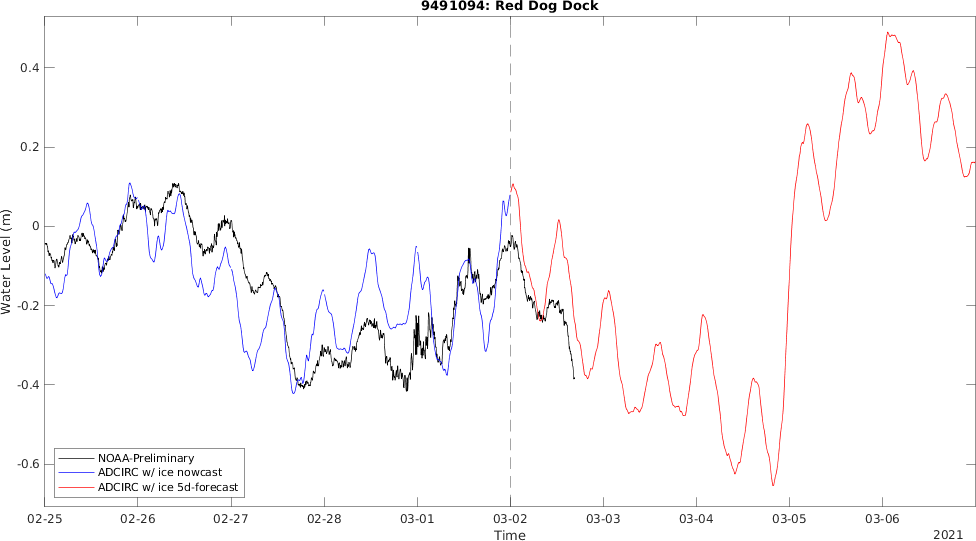 9491094: Red Dog Dock
Water Level (m)
0.4
0.2
0
-0.2
-0.4
-0.6
NOAA-Preliminary
ADCIRC w/ ice nowcast
ADCIRC w/ ice 5d-forecast
02-25 02-26 02-27 02-28 03-01 03-02 03-03 03-04 03-05 03-06
Time
2021